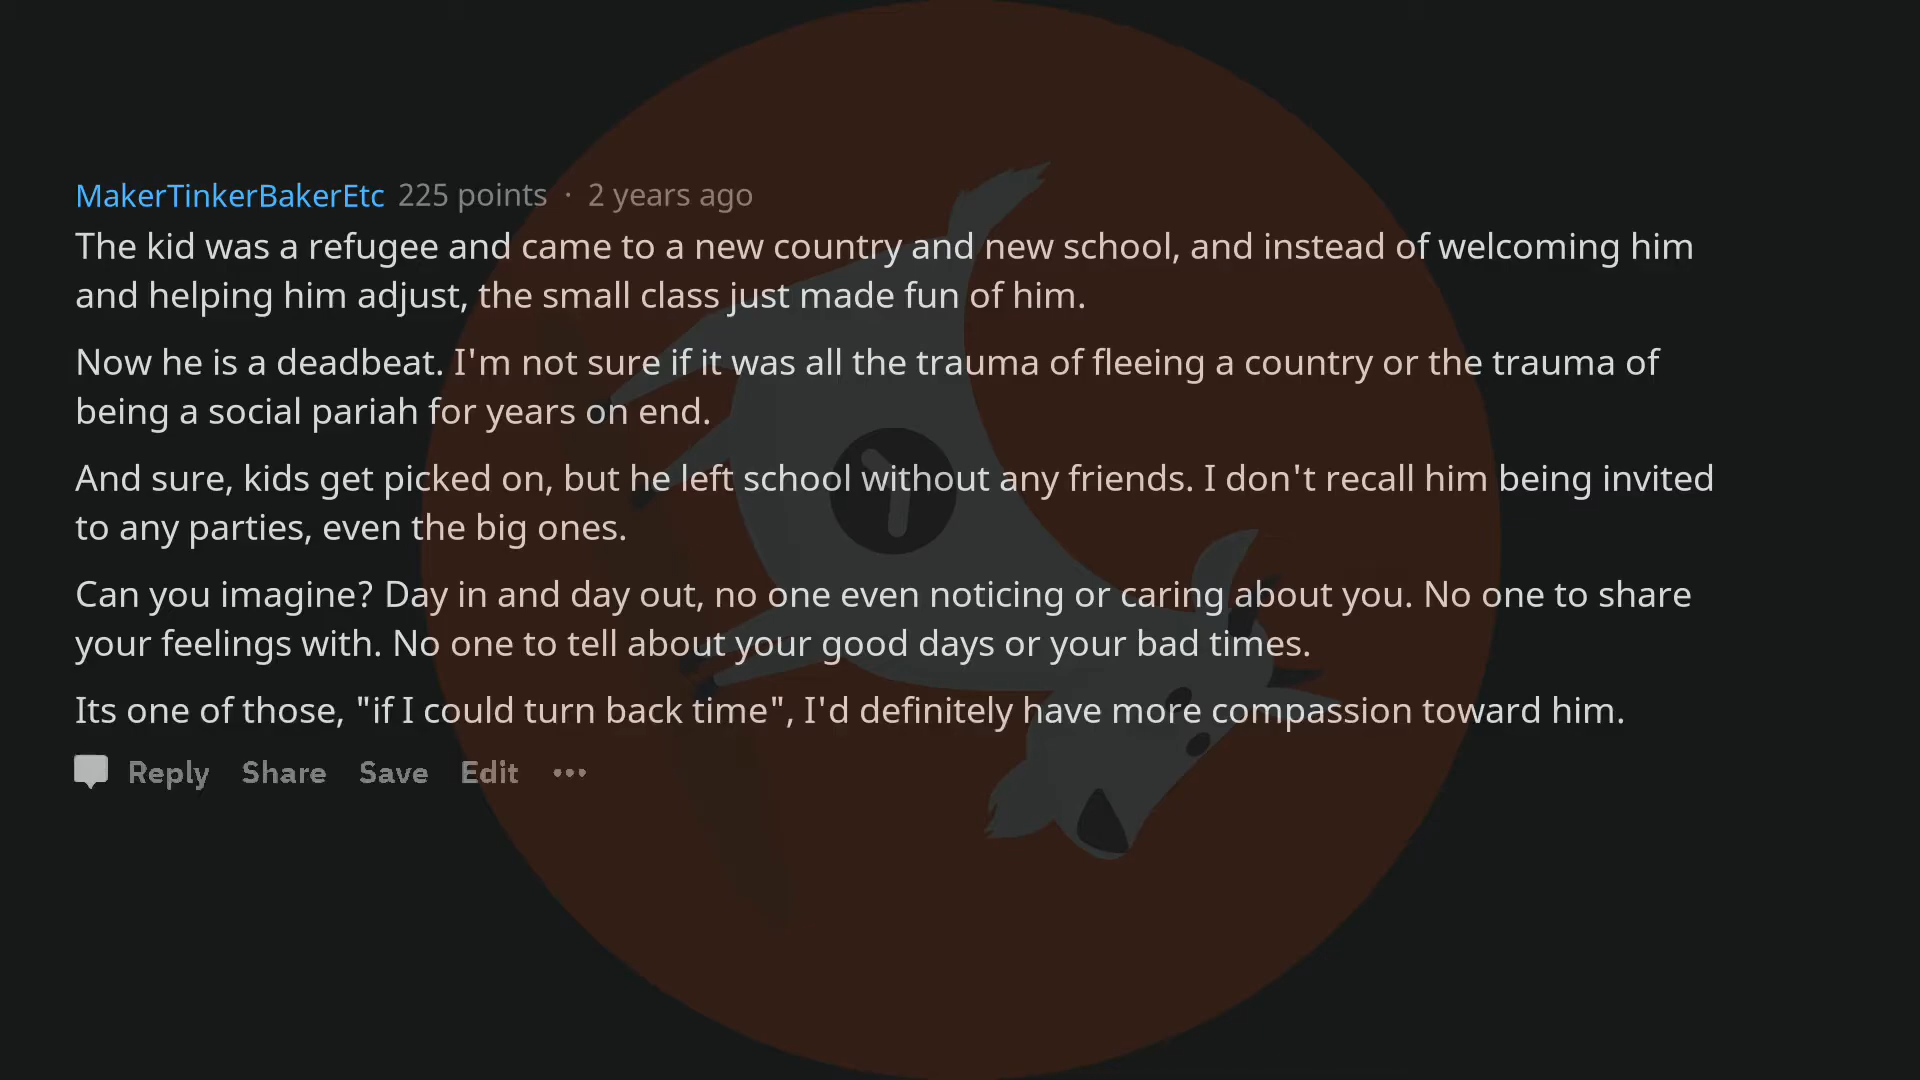 MakerTinkerBakerEtc 225 points · 2 years ago
The kid was a refugee and came to a new country and new school, and instead of welcoming him
and helping him adjust, the small class just made fun of him.
Now he is a deadbeat. I'm not sure if it was all the trauma of fleeing a country or the trauma of
being a social pariah for years on end.
And sure, kids get picked on, but he left school without any friends. I don't recall him being invited
to any parties, even the big ones.
Can you imagine? Day in and day out, no one even noticing or caring about you. No one to share
your feelings with. No one to tell about your good days or your bad times.
Its one of those, "if I could turn back time", I'd definitely have more compassion toward him.
Reply Share Save Edit •••